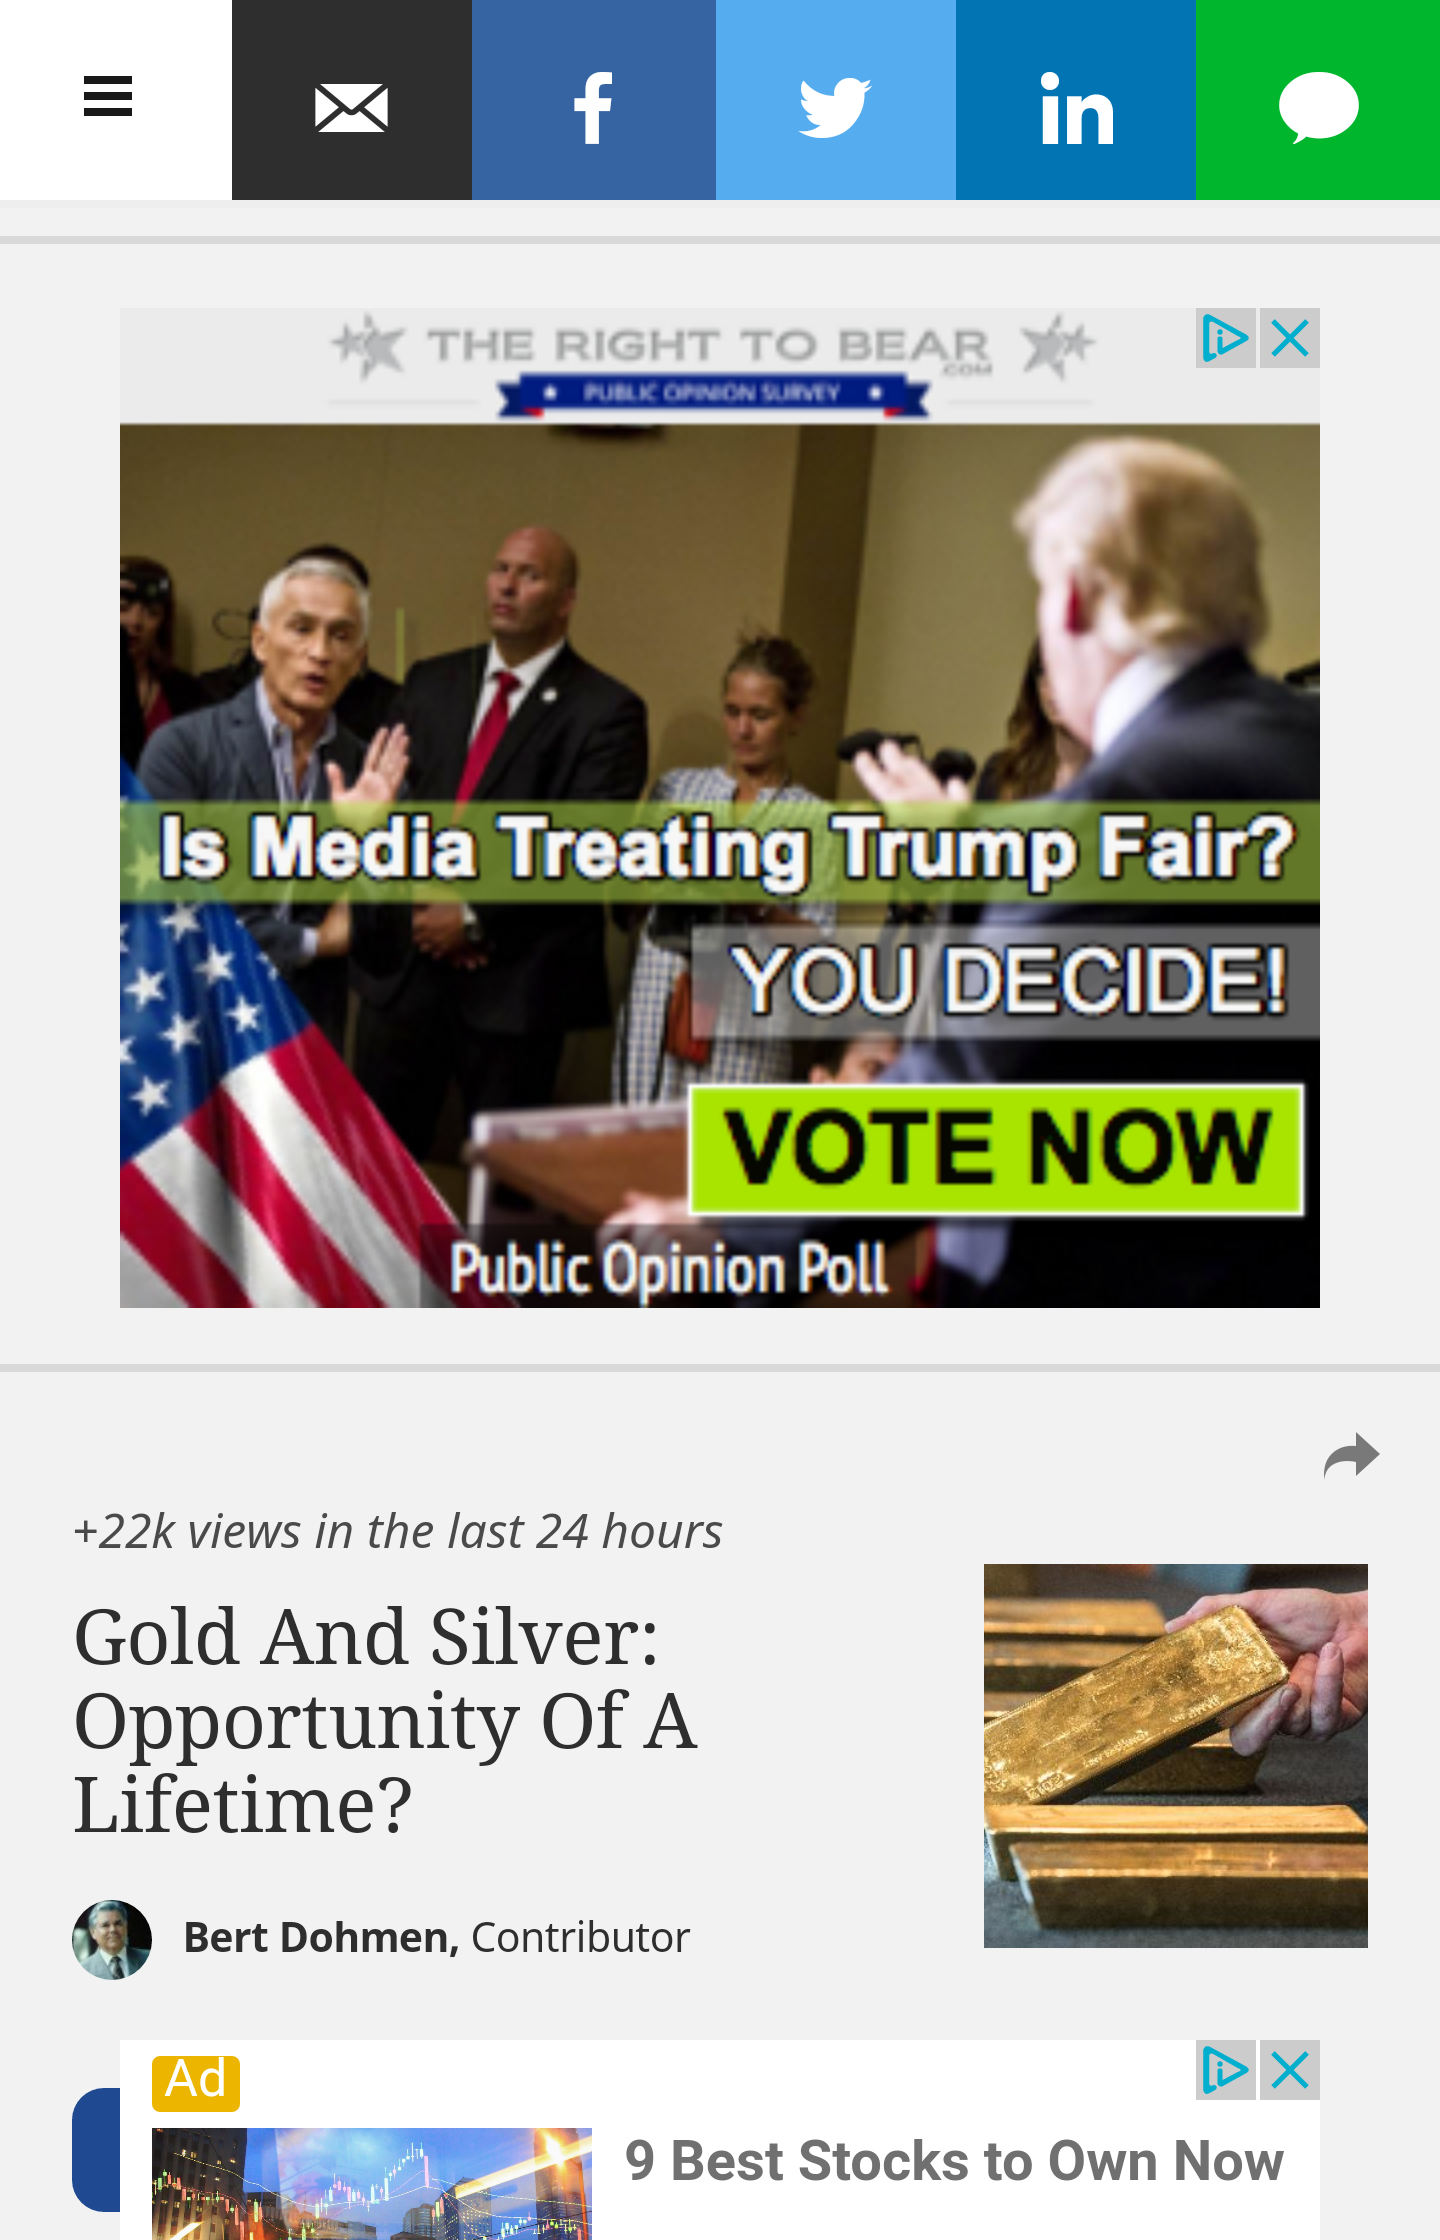 THE RIGHT TO BEAR
.COM
PUBLIC OPINION SURVEY
Is Media Treating Trump Fair?
YOU DECIDE!
VOTE NOW
Public Opinion Poll
+22k views in the last 24 hours
Gold And Silver:
Opportunity Of A
Lifetime?
Bert Dohmen, Contributor
Ad
9 Best Stocks to Own Now